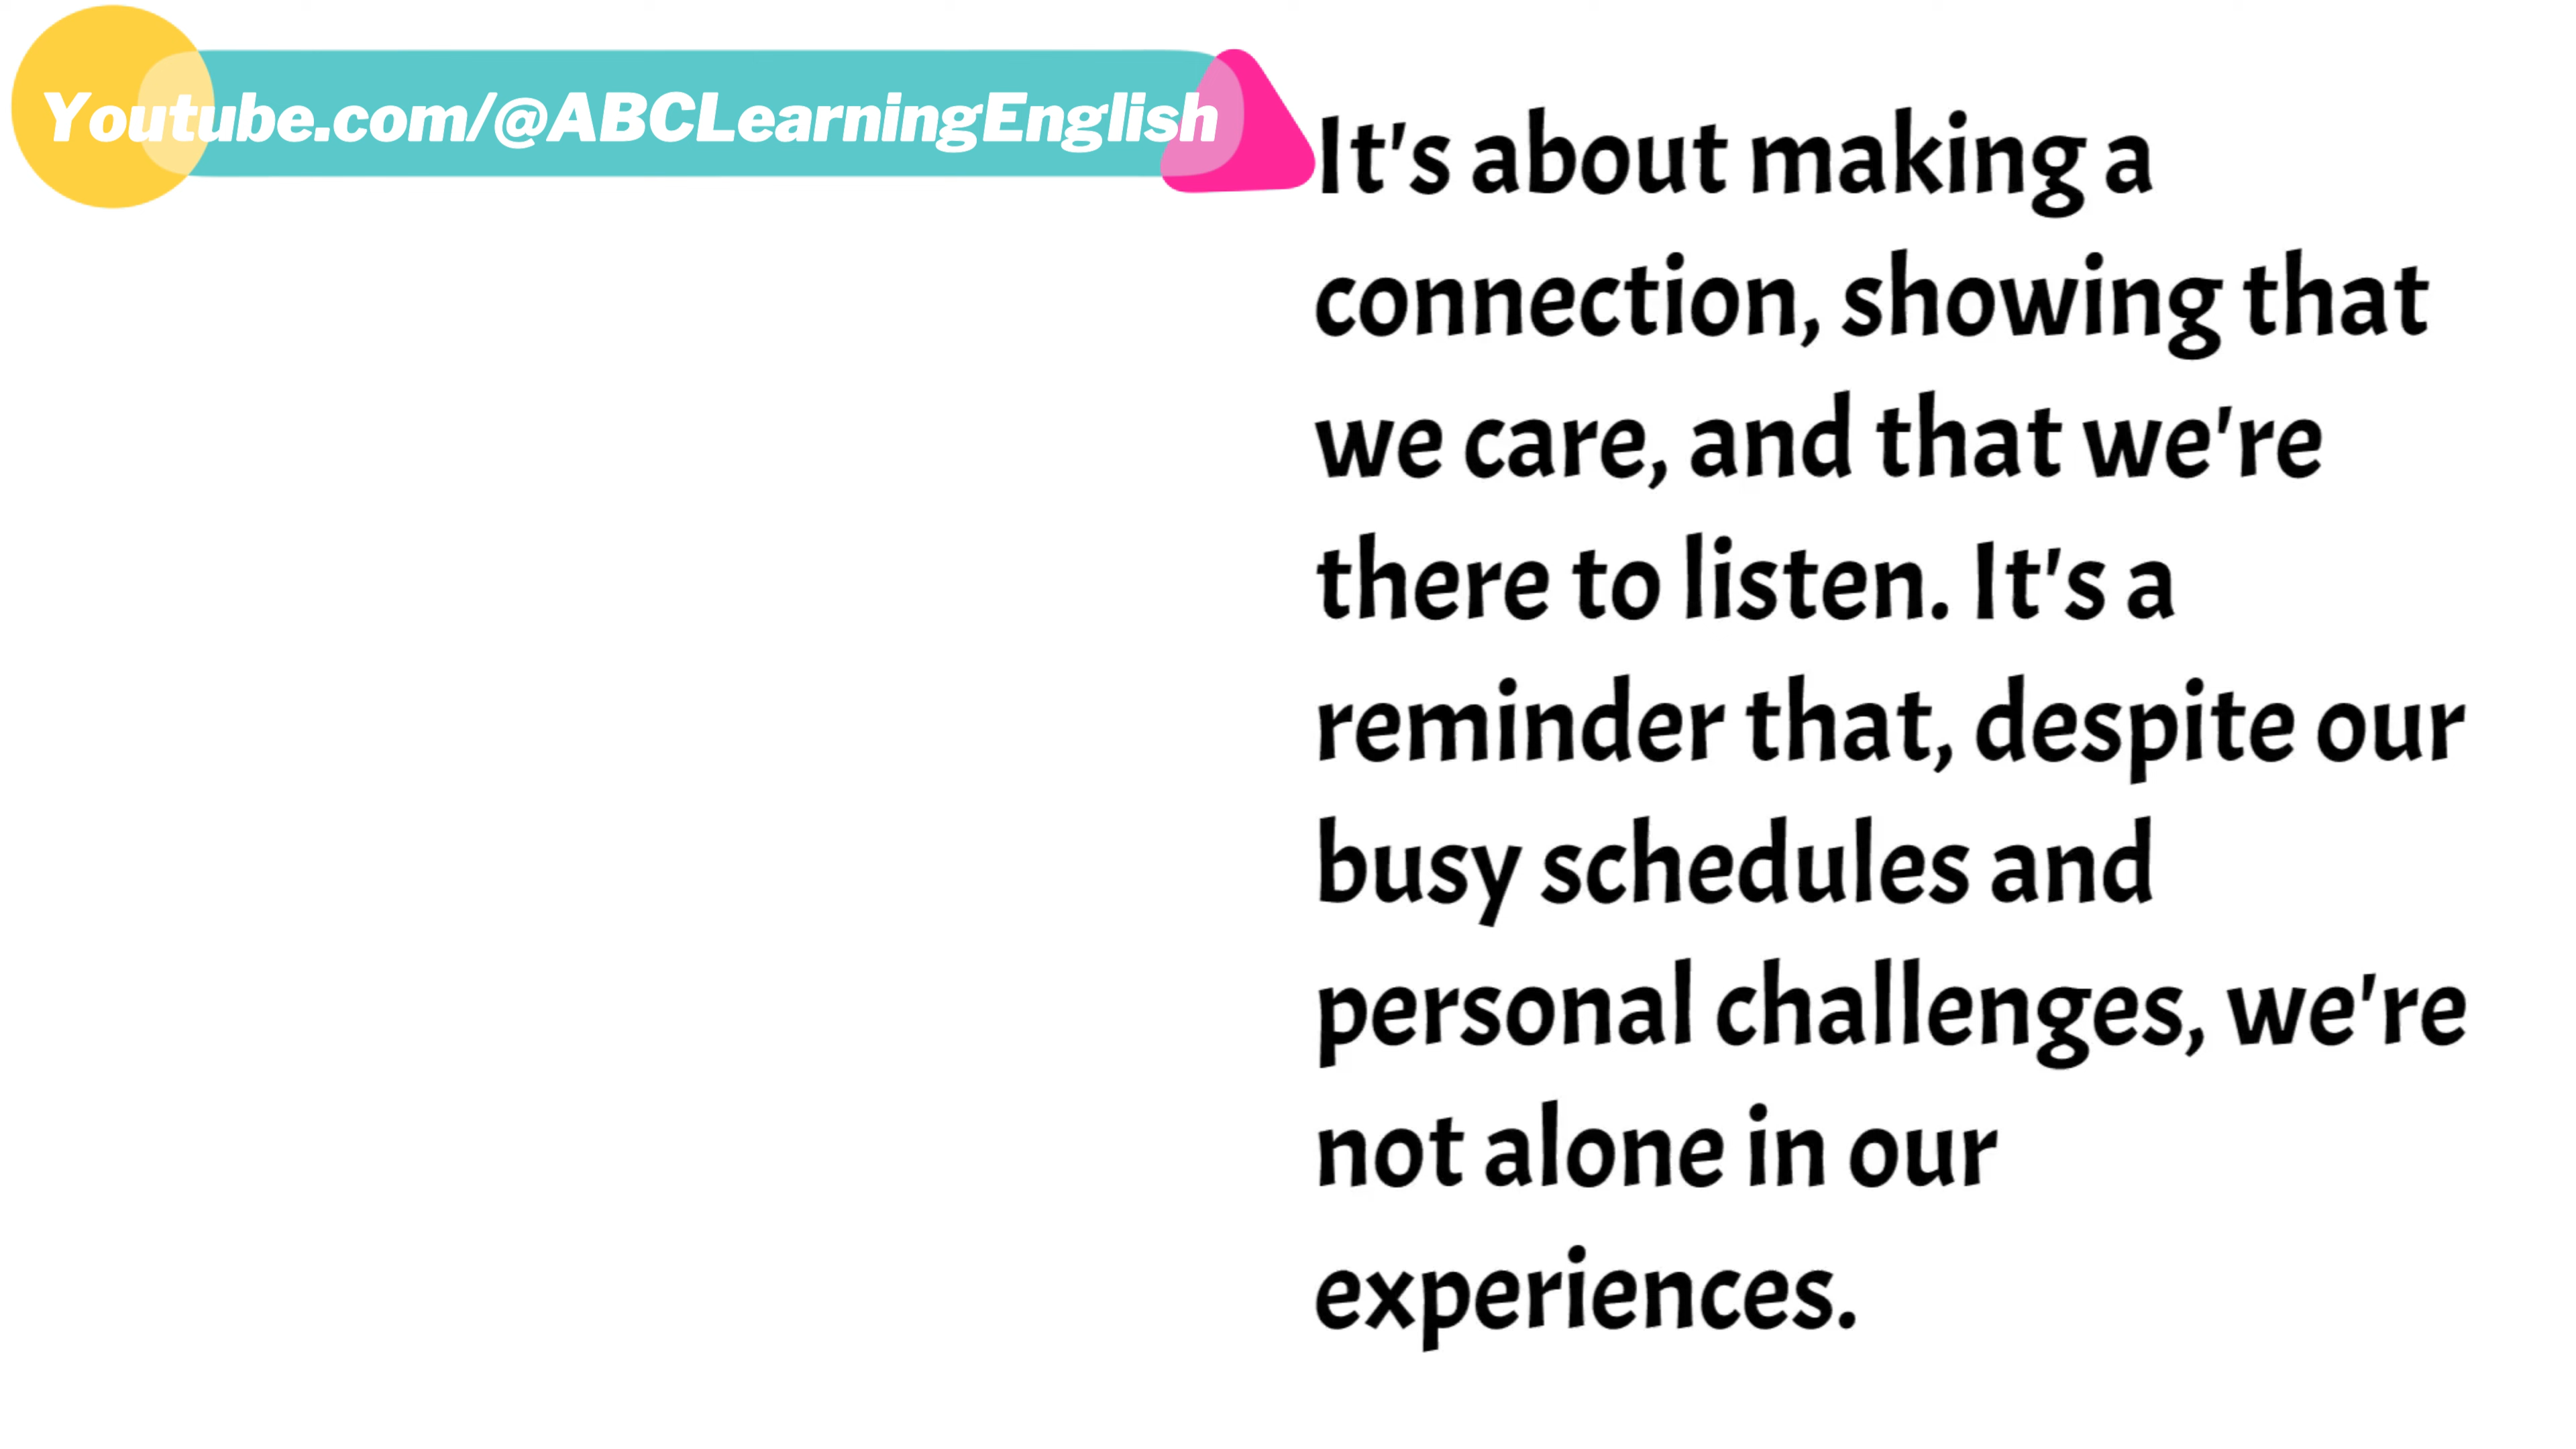 Youtube.com/@ABCLearningEnglish
It's about making a
connection, showing that
we care, and that we're
there to listen. It's a
reminder that, despite our
busy schedules and
personal challenges, we're
not alone in our
experiences.